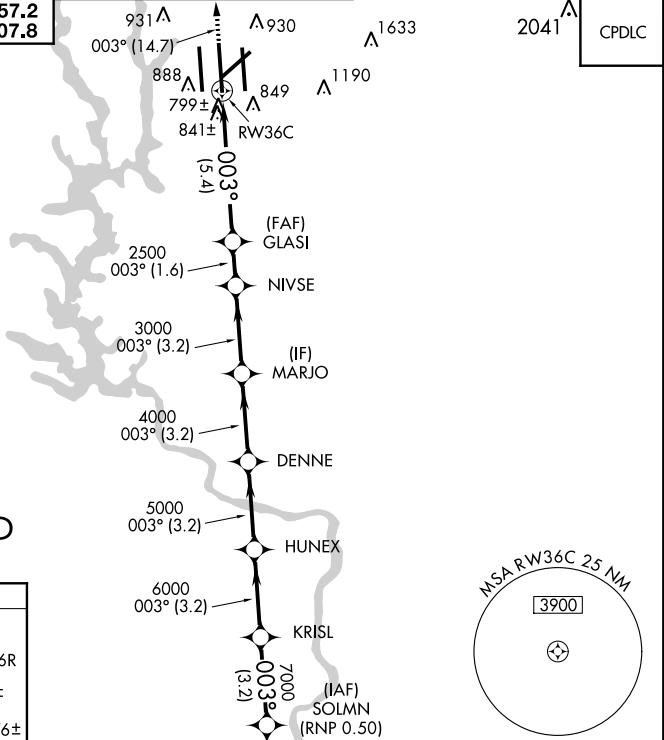 57.2
07.8
931
930
1633
2041
CPDLC
003° (14.7)
888
849
1190
799±
841±
RW36C
003°
(5.4)
(FAF)
GLASI
2500
003° (1.6)
NIVSE
3000
003° (3.2)
(IF)
MARJO
4000
003° (3.2)
DENNE
D
5000
003° (3.2)
HUNEX
6000
003° (3.2)
KRISL
7000
003°
(3.2)
(IAF)
SOLMN
(RNP 0.50)
MSA RW36C 25 NM
3900
6R
±
6±